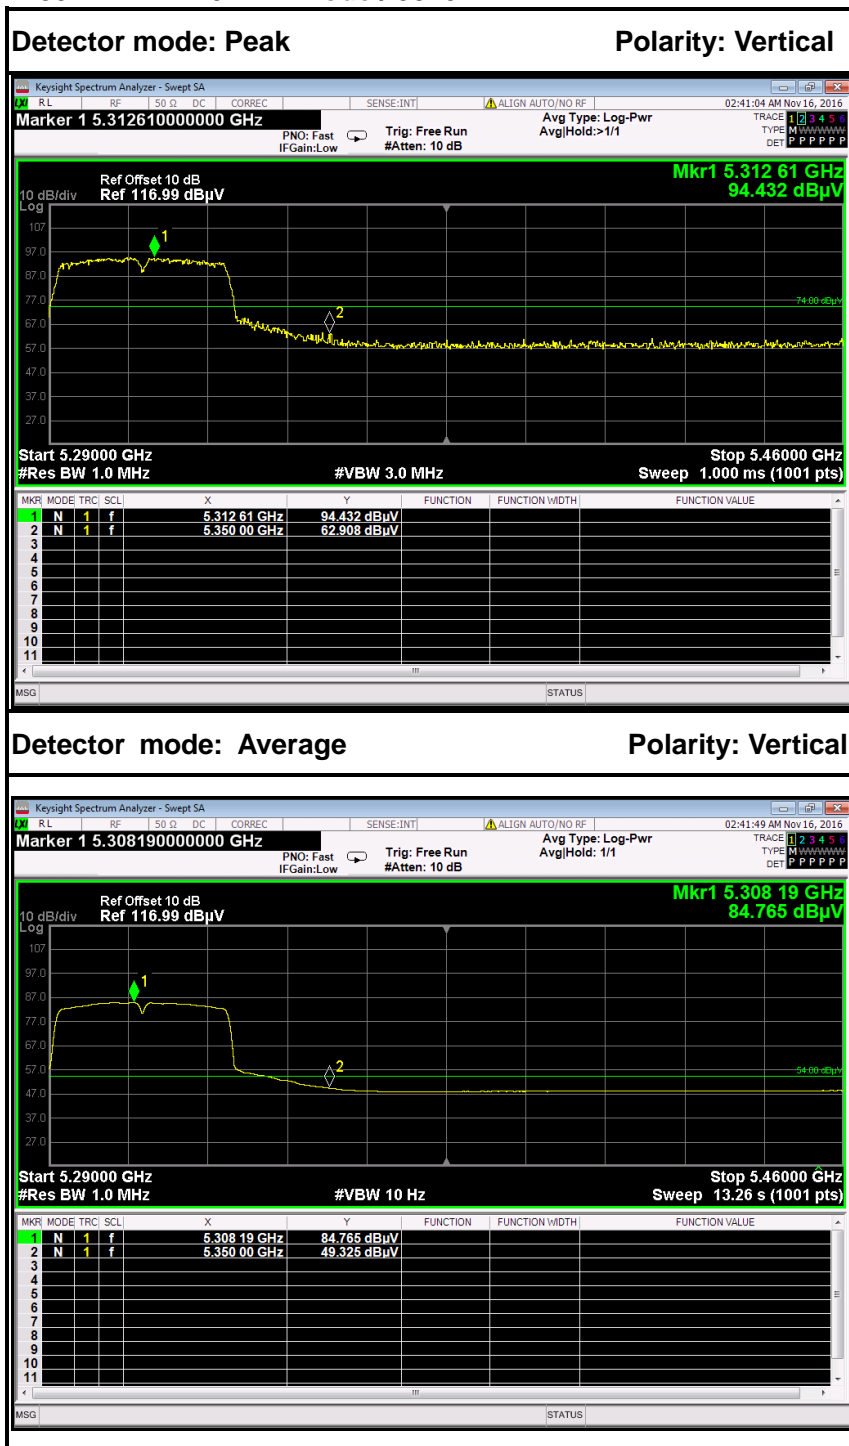 Detector mode: Peak Polarity: Vertical
Keysight Spectrum Analyzer - Swept SA
LXI RL RF 50 Ω DC CORREC SENSE:INT ALIGN AUTO/NO RF 02:41:04 AM Nov 16, 2016
Marker 1 5.312610000000 GHz
PNO: Fast
IFGain:Low
Trig: Free Run
#Atten: 10 dB
Avg Type: Log-Pwr
Avg|Hold:>1/1
TRACE 1 2 3 4 5 6
TYPE M WWWWW
DET P P P P P P
Mkr1 5.312 61 GHz
94.432 dBµV
Ref Offset 10 dB
10 dB/div Ref 116.99 dBµV
Log
107
97.0
87.0
77.0
67.0
57.0
47.0
37.0
27.0
1
2
74.00 dBµV
Start 5.29000 GHz Stop 5.46000 GHz
#Res BW 1.0 MHz #VBW 3.0 MHz Sweep 1.000 ms (1001 pts)
MKR MODE TRC SCL X Y FUNCTION FUNCTION WIDTH FUNCTION VALUE
1 N 1 f 5.312 61 GHz 94.432 dBµV
2 N 1 f 5.350 00 GHz 62.908 dBµV
3
4
5
6
7
8
9
10
11
MSG STATUS
Detector mode: Average Polarity: Vertical
Keysight Spectrum Analyzer - Swept SA
LXI RL RF 50 Ω DC CORREC SENSE:INT ALIGN AUTO/NO RF 02:41:49 AM Nov 16, 2016
Marker 1 5.308190000000 GHz
PNO: Fast
IFGain:Low
Trig: Free Run
#Atten: 10 dB
Avg Type: Log-Pwr
Avg|Hold: 1/1
TRACE 1 2 3 4 5 6
TYPE M WWWWW
DET P P P P P P
Mkr1 5.308 19 GHz
84.765 dBµV
Ref Offset 10 dB
10 dB/div Ref 116.99 dBµV
Log
107
97.0
87.0
77.0
67.0
57.0
47.0
37.0
27.0
1
2
54.00 dBµV
Start 5.29000 GHz Stop 5.46000 GHz
#Res BW 1.0 MHz #VBW 10 Hz Sweep 13.26 s (1001 pts)
MKR MODE TRC SCL X Y FUNCTION FUNCTION WIDTH FUNCTION VALUE
1 N 1 f 5.308 19 GHz 84.765 dBµV
2 N 1 f 5.350 00 GHz 49.325 dBµV
3
4
5
6
7
8
9
10
11
MSG STATUS